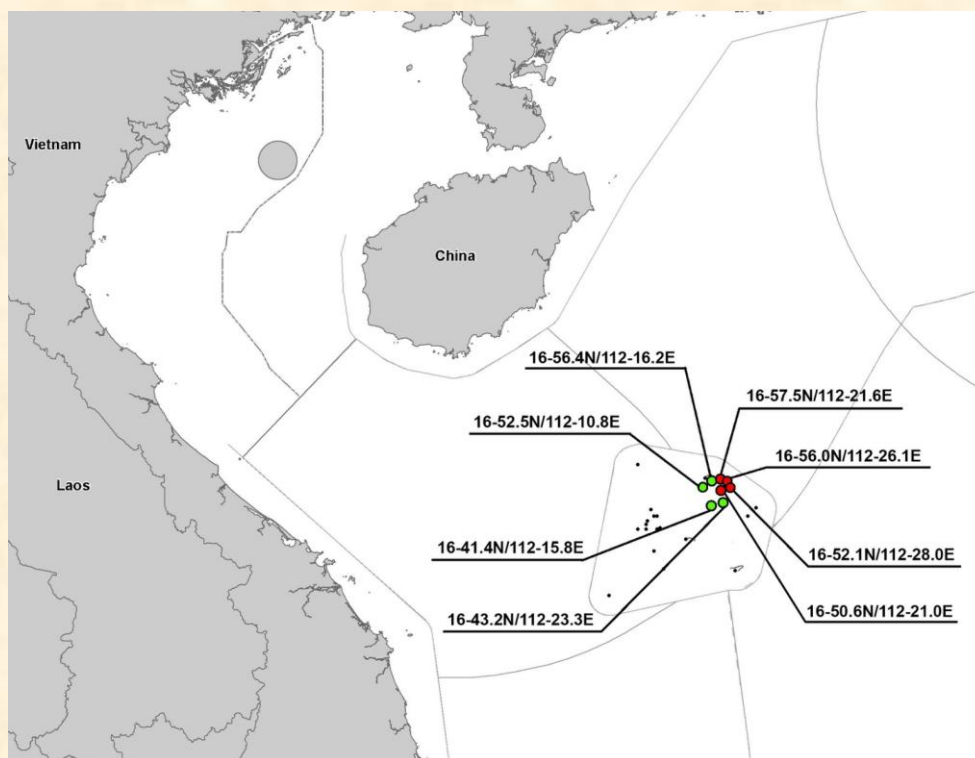 Vietnam
China
16-56.4N/112-16.2E
16-57.5N/112-21.6E
16-52.5N/112-10.8E
16-56.0N/112-26.1E
Laos
16-41.4N/112-15.8E
16-52.1N/112-28.0E
16-43.2N/112-23.3E
16-50.6N/112-21.0E